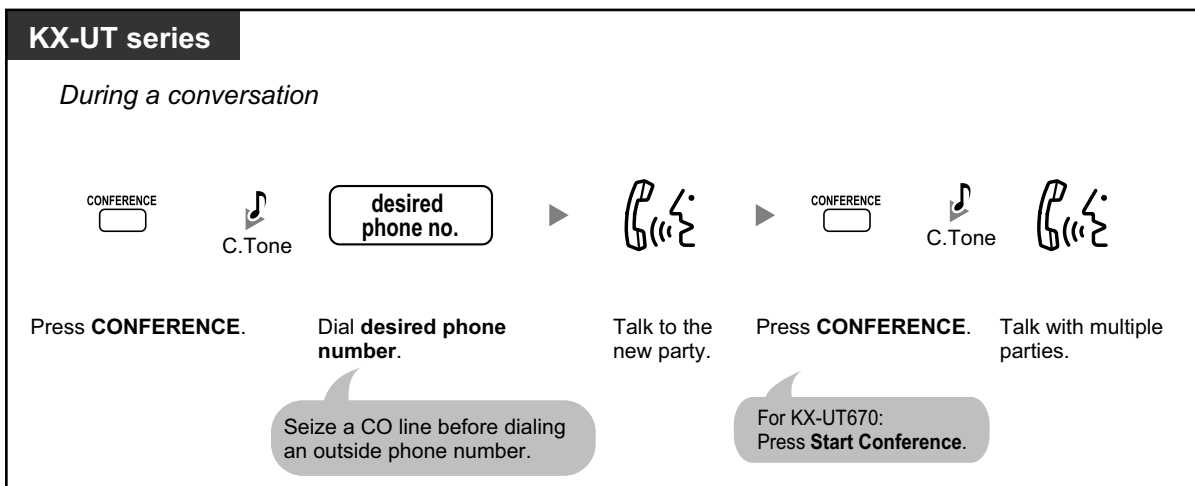 KX-UT series
During a conversation
CONFERENCE
C.Tone
desired
phone no.
CONFERENCE
C.Tone
Press CONFERENCE.
Dial desired phone
number.
Talk to the
new party.
Press CONFERENCE.
Talk with multiple
parties.
Seize a CO line before dialing
an outside phone number.
For KX-UT670:
Press Start Conference.